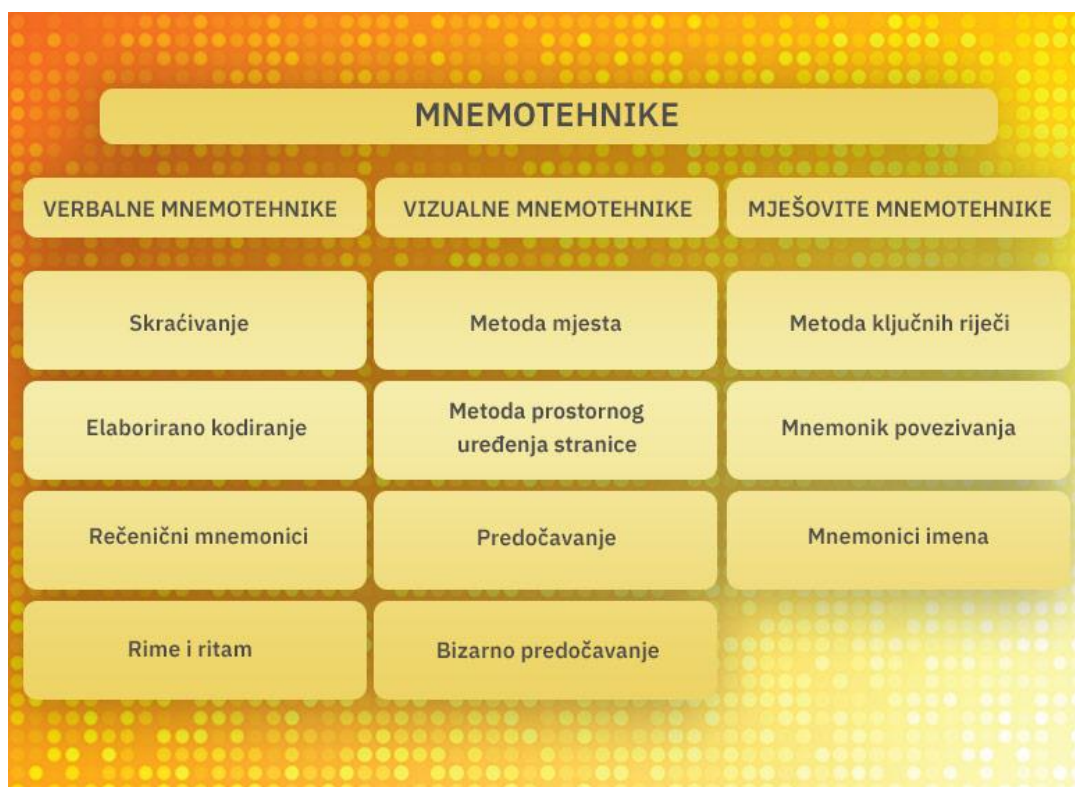 MNEMOTEHNIKE
VERBALNE MNEMOTEHNIKE
VIZUALNE MNEMOTEHNIKE
MJEŠOVITE MNEMOTEHNIKE
Skraćivanje
Metoda mjesta
Metoda ključnih riječi
Elaborirano kodiranje
Metoda prostornog
uređenja stranice
Mnemonik povezivanja
Rečenični mnemonici
Predočavanje
Mnemonici imena
Rime i ritam
Bizarno predočavanje